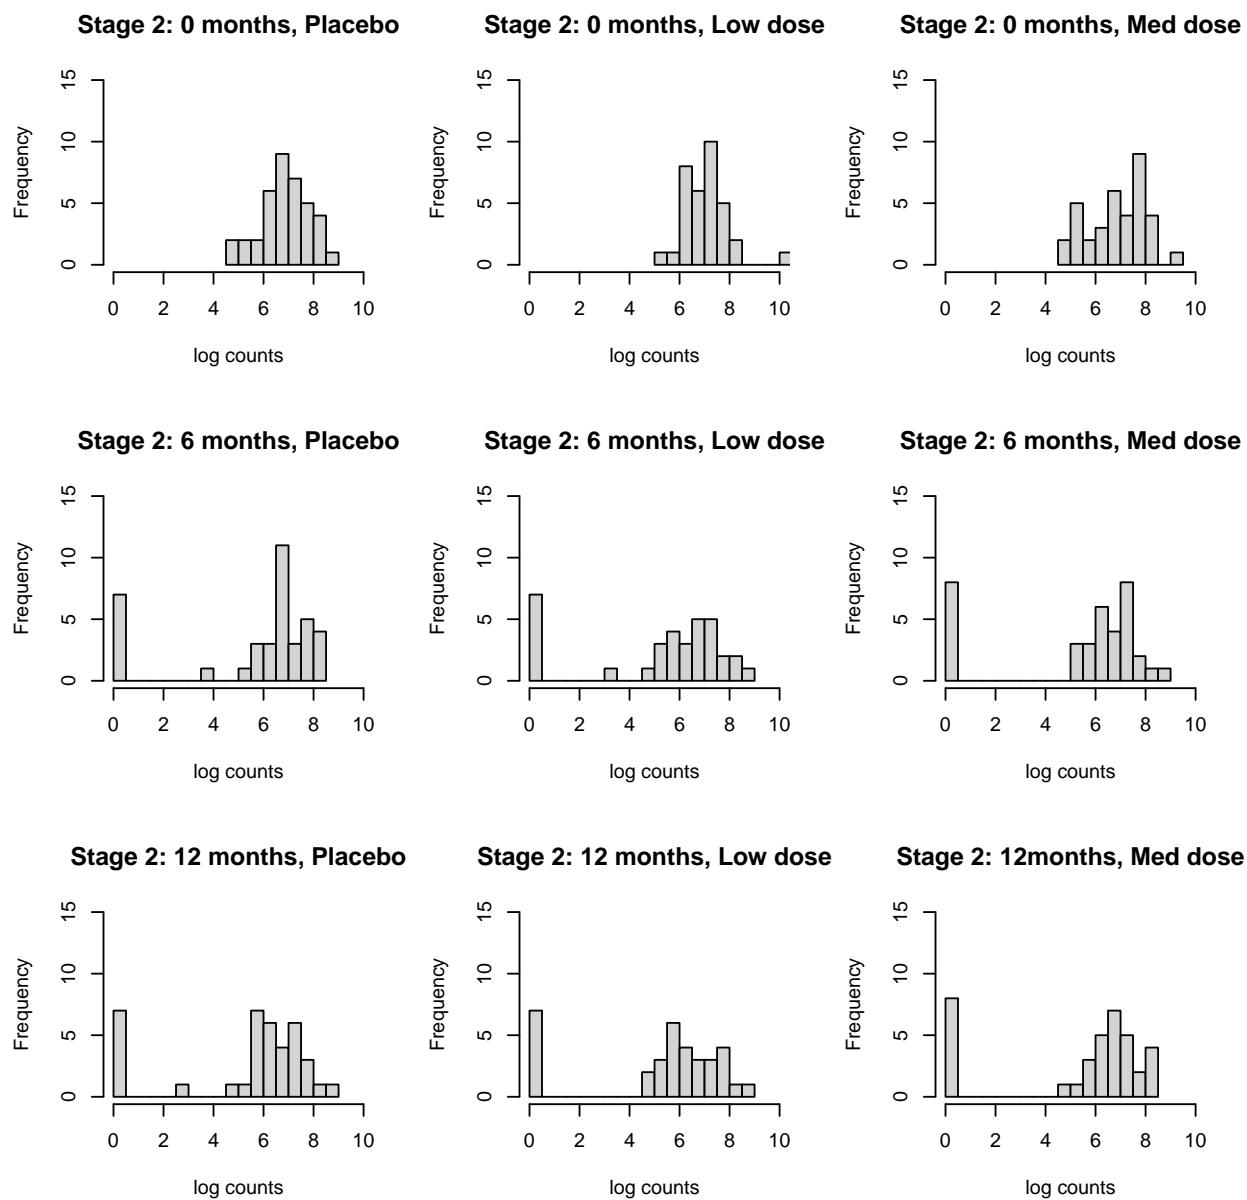 Stage 2: 0 months, Placebo
Frequency
15
10
5
0
0 2 4 6 8 10
log counts
Stage 2: 0 months, Low dose
Frequency
15
10
5
0
0 2 4 6 8 10
log counts
Stage 2: 0 months, Med dose
Frequency
15
10
5
0
0 2 4 6 8 10
log counts
Stage 2: 6 months, Placebo
Frequency
15
10
5
0
0 2 4 6 8 10
log counts
Stage 2: 6 months, Low dose
Frequency
15
10
5
0
0 2 4 6 8 10
log counts
Stage 2: 6 months, Med dose
Frequency
15
10
5
0
0 2 4 6 8 10
log counts
Stage 2: 12 months, Placebo
Frequency
15
10
5
0
0 2 4 6 8 10
log counts
Stage 2: 12 months, Low dose
Frequency
15
10
5
0
0 2 4 6 8 10
log counts
Stage 2: 12months, Med dose
Frequency
15
10
5
0
0 2 4 6 8 10
log counts